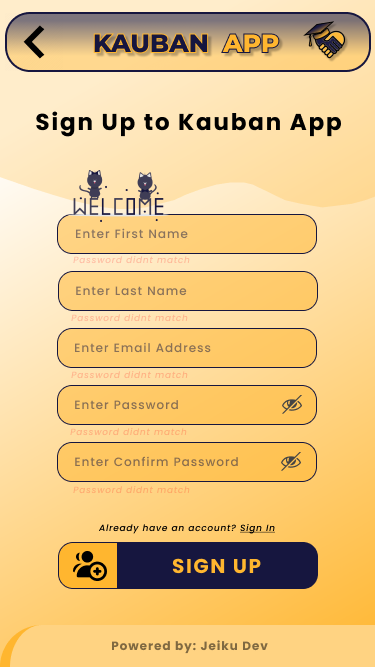 KAUBAN APP
Sign Up to Kauban App
WELCOME
Enter First Name
Password didnt match
Enter Last Name
Password didnt match
Enter Email Address
Password didnt match
Enter Password
Password didnt match
Enter Confirm Password
Password didnt match
Already have an account? Sign In
SIGN UP
Powered by: Jeiku Dev